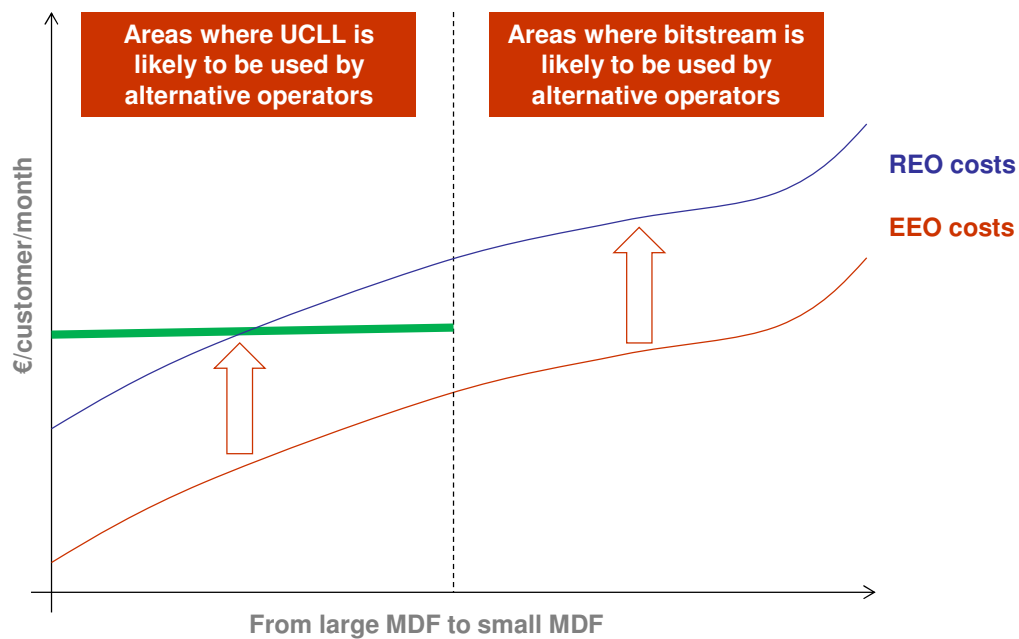 Areas where UCLL is
likely to be used by
alternative operators
Areas where bitstream is
likely to be used by
alternative operators
REO costs
EEO costs
€/customer/month
From large MDF to small MDF